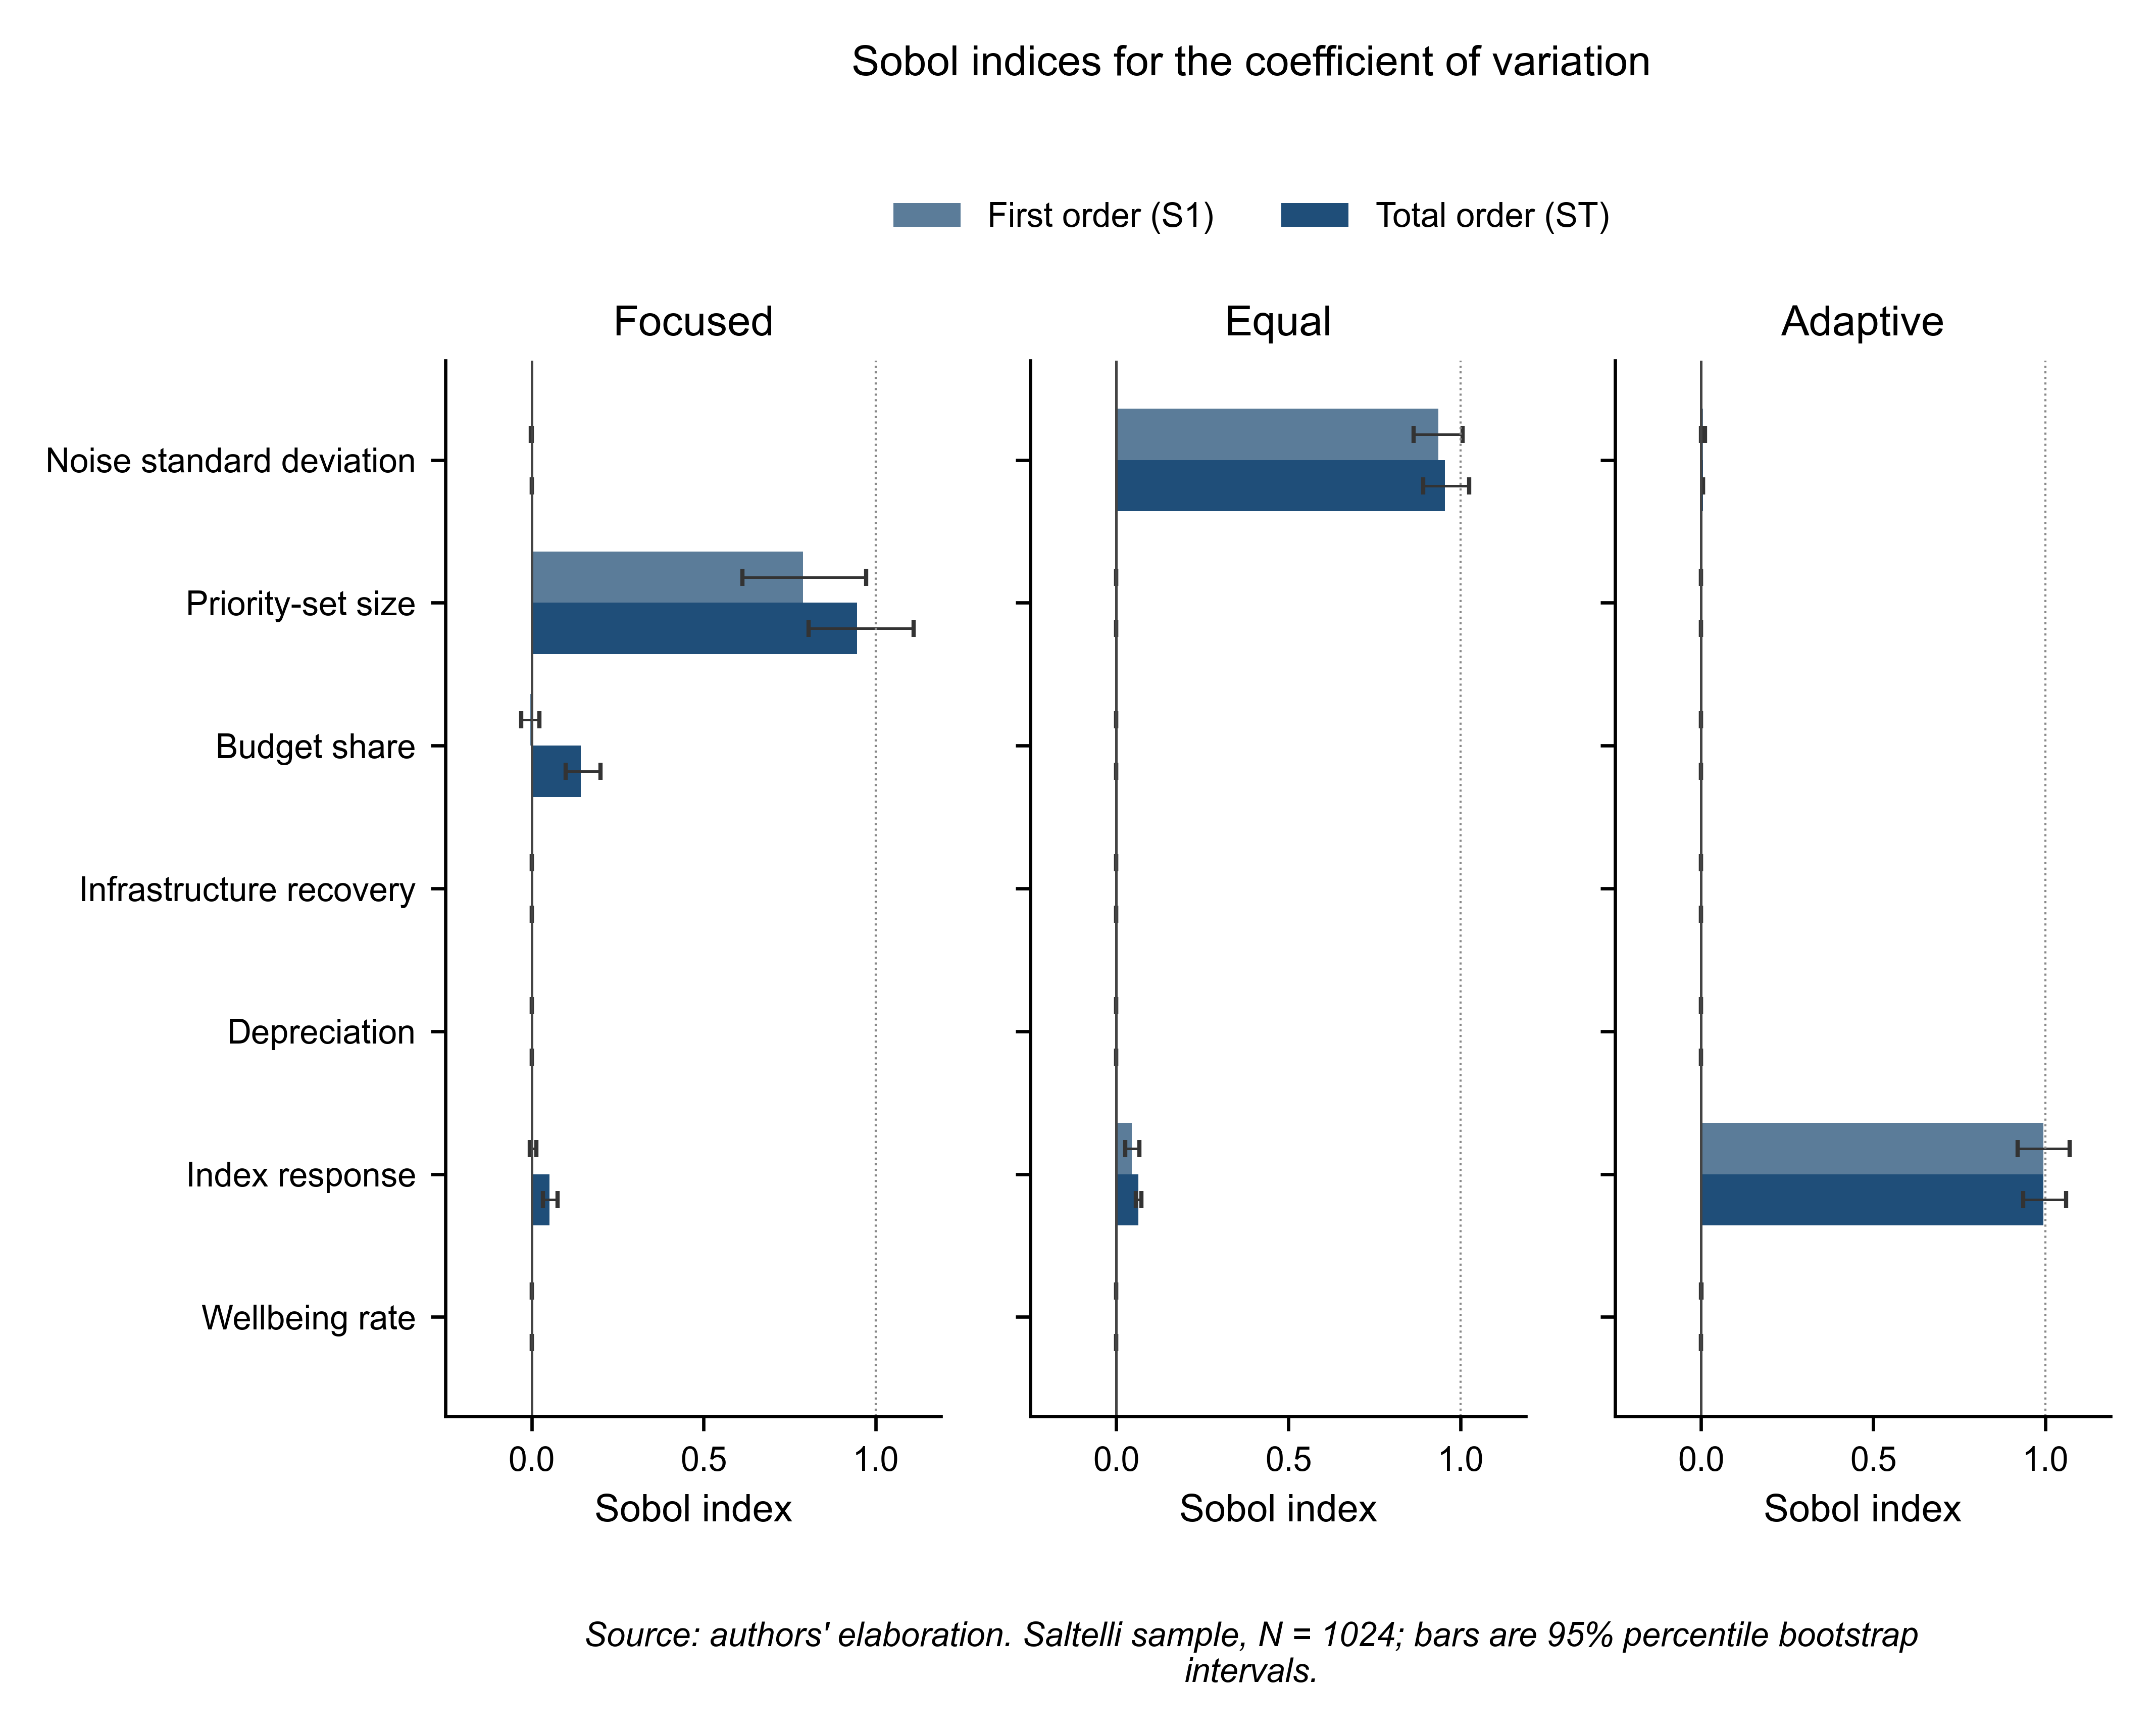 Sobol indices for the coefficient of variation
First order (S1) Total order (ST)
Focused Equal Adaptive
Noise standard deviation
Priority-set size
Budget share
Infrastructure recovery
Depreciation
Index response
Wellbeing rate
0.0 0.5 1.0 0.0 0.5 1.0 0.0 0.5 1.0
Sobol index Sobol index Sobol index
Source: authors' elaboration. Saltelli sample, N = 1024; bars are 95% percentile bootstrap
intervals.